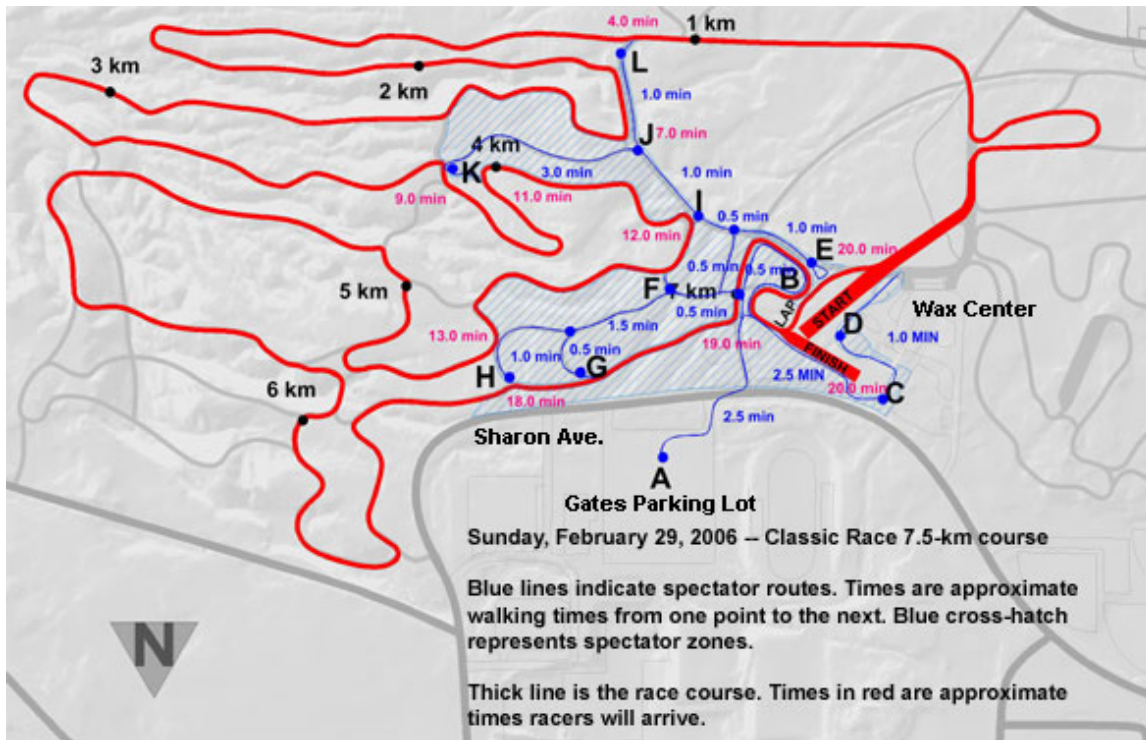 4.0 min
1 km
L
3 km
2 km
1.0 min
J
7.0 min
4 km
K
3.0 min
1.0 min
9.0 min
11.0 min
I
0.5 min
1.0 min
12.0 min
E
20.0 min
0.5 min
0.5 min
B
F
7 km
5 km
0.5 min
LAP
START
Wax Center
D
1.5 min
13.0 min
19.0 min
FINISH
1.0 MIN
1.0 min
0.5 min
G
H
2.5 MIN
20.0 min
C
18.0 min
6 km
2.5 min
Sharon Ave.
A
Gates Parking Lot
Sunday, February 29, 2006 -- Classic Race 7.5-km course
Blue lines indicate spectator routes. Times are approximate
walking times from one point to the next. Blue cross-hatch
represents spectator zones.
N
Thick line is the race course. Times in red are approximate
times racers will arrive.